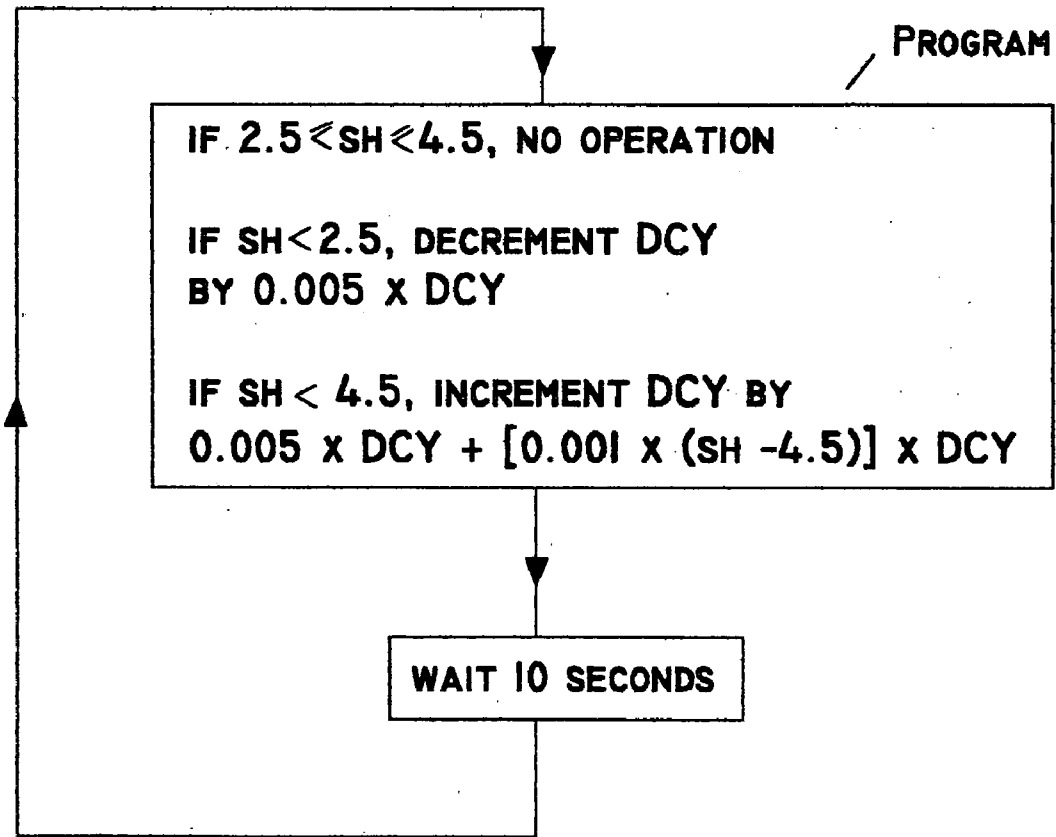 PROGRAM
IF 2.5≤SH≤4.5, NO OPERATION
IF SH<2.5, DECREMENT DCY
BY 0.005 X DCY
IF SH < 4.5, INCREMENT DCY BY
0.005 X DCY + [0.001 X (SH -4.5)] X DCY
WAIT 10 SECONDS